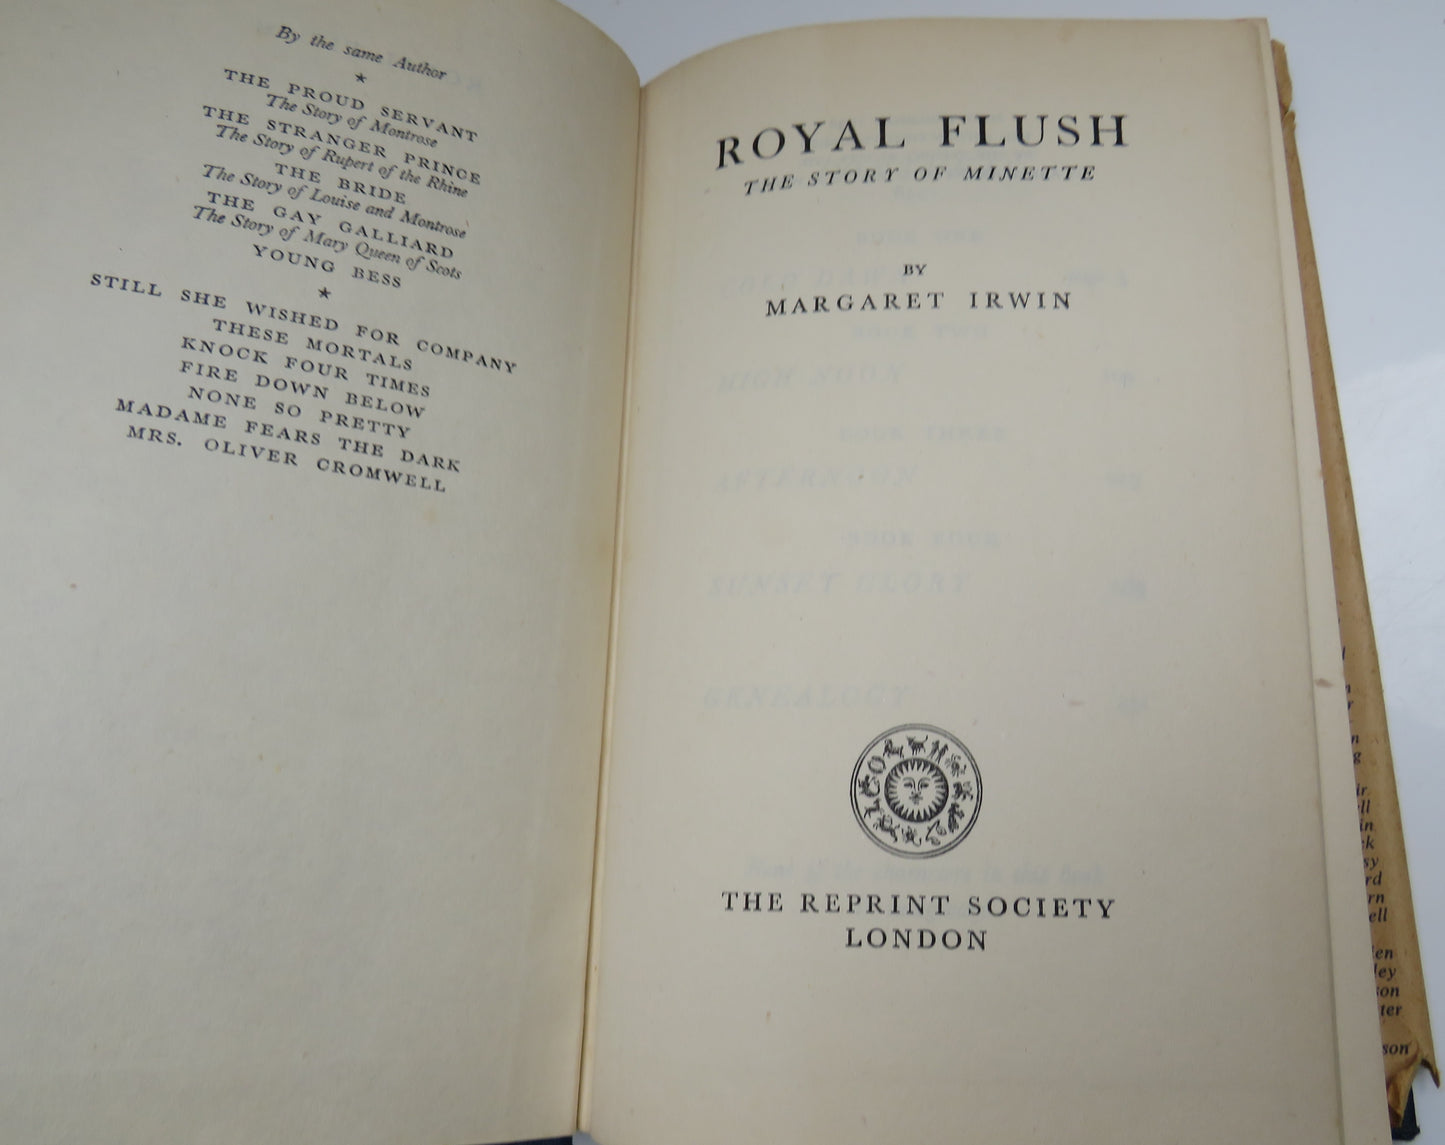 By the same Author
★
THE PROUD SERVANT
The Story of Montrose
THE STRANGER PRINCE
The Story of Rupert of the Rhine
THE BRIDE
The Story of Louise and Montrose
THE GAY GALLIARD
The Story of Mary Queen of Scots
YOUNG BESS
★
STILL SHE WISHED FOR COMPANY
THESE MORTALS
KNOCK FOUR TIMES
FIRE DOWN BELOW
NONE SO PRETTY
MADAME FEARS THE DARK
MRS. OLIVER CROMWELL
ROYAL FLUSH
THE STORY OF MINETTE
BY
MARGARET IRWIN
THE REPRINT SOCIETY
LONDON